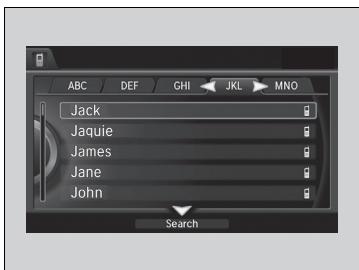 ABC DEF GHI JKL MNO
Jack
Jaquie
James
Jane
John
Search